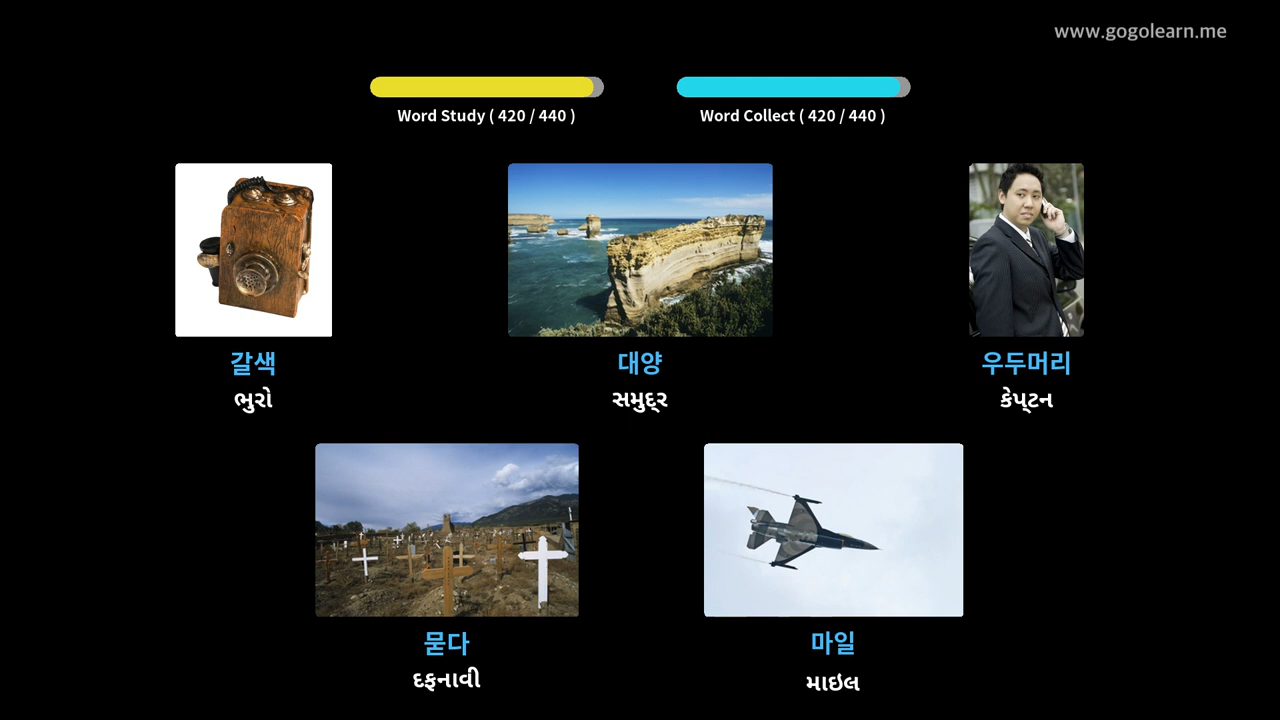 www.gogolearn.me
Word Study ( 420 / 440 )
Word Collect ( 420 / 440 )
갈색
ભુરો
대양
સમુદ્ર
우두머리
કેપ્ટન
묻다
દફનાવી
마일
માઇલ